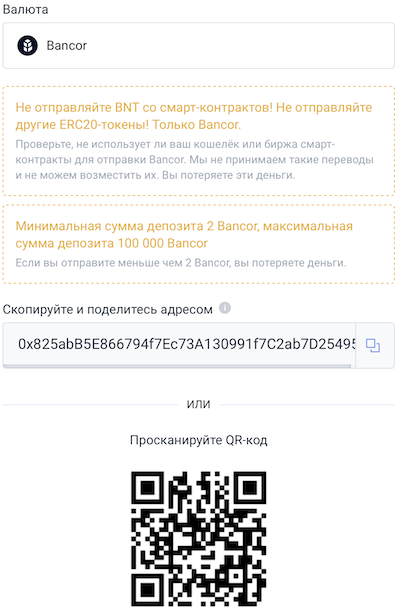 Валюта
Bancor
Не отправляйте BNT со смарт-контрактов! Не отправляйте
другие ERC20-токены! Только Bancor.
Проверьте, не использует ли ваш кошелёк или биржа смарт-
контракты для отправки Bancor. Мы не принимаем такие переводы
и не можем возместить их. Вы потеряете эти деньги.
Минимальная сумма депозита 2 Bancor, максимальная
сумма депозита 100 000 Bancor
Если вы отправите меньше чем 2 Bancor, вы потеряете деньги.
Скопируйте и поделитесь адресом
0x825abB5E866794f7Ec73A130991f7C2ab7D25495
ИЛИ
Просканируйте QR-код